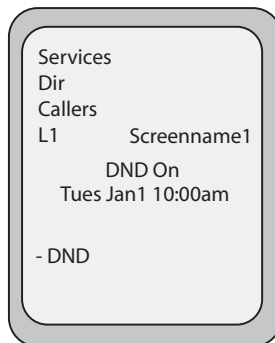 Services
Dir
Callers
L1 Screenname1
DND On
Tues Jan1 10:00am
- DND